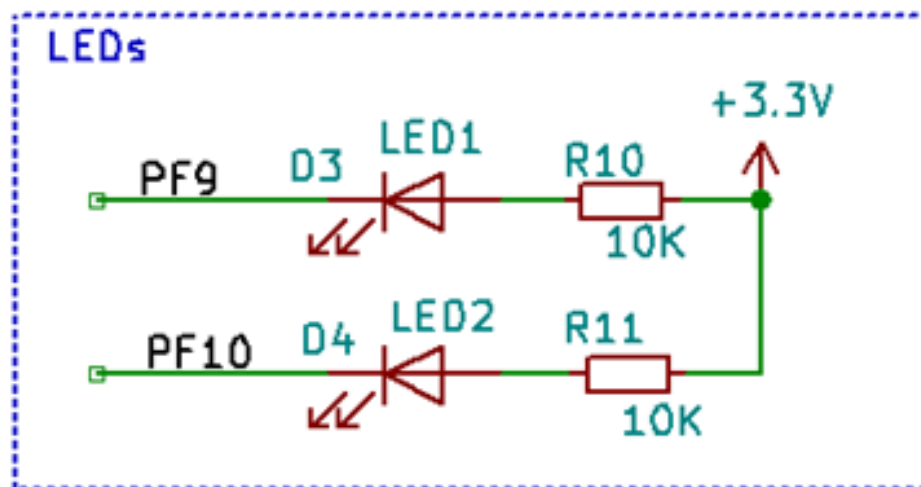 LEDs
+3.3V
PF9
D3
LED1
R10
10K
PF10
D4
LED2
R11
10K